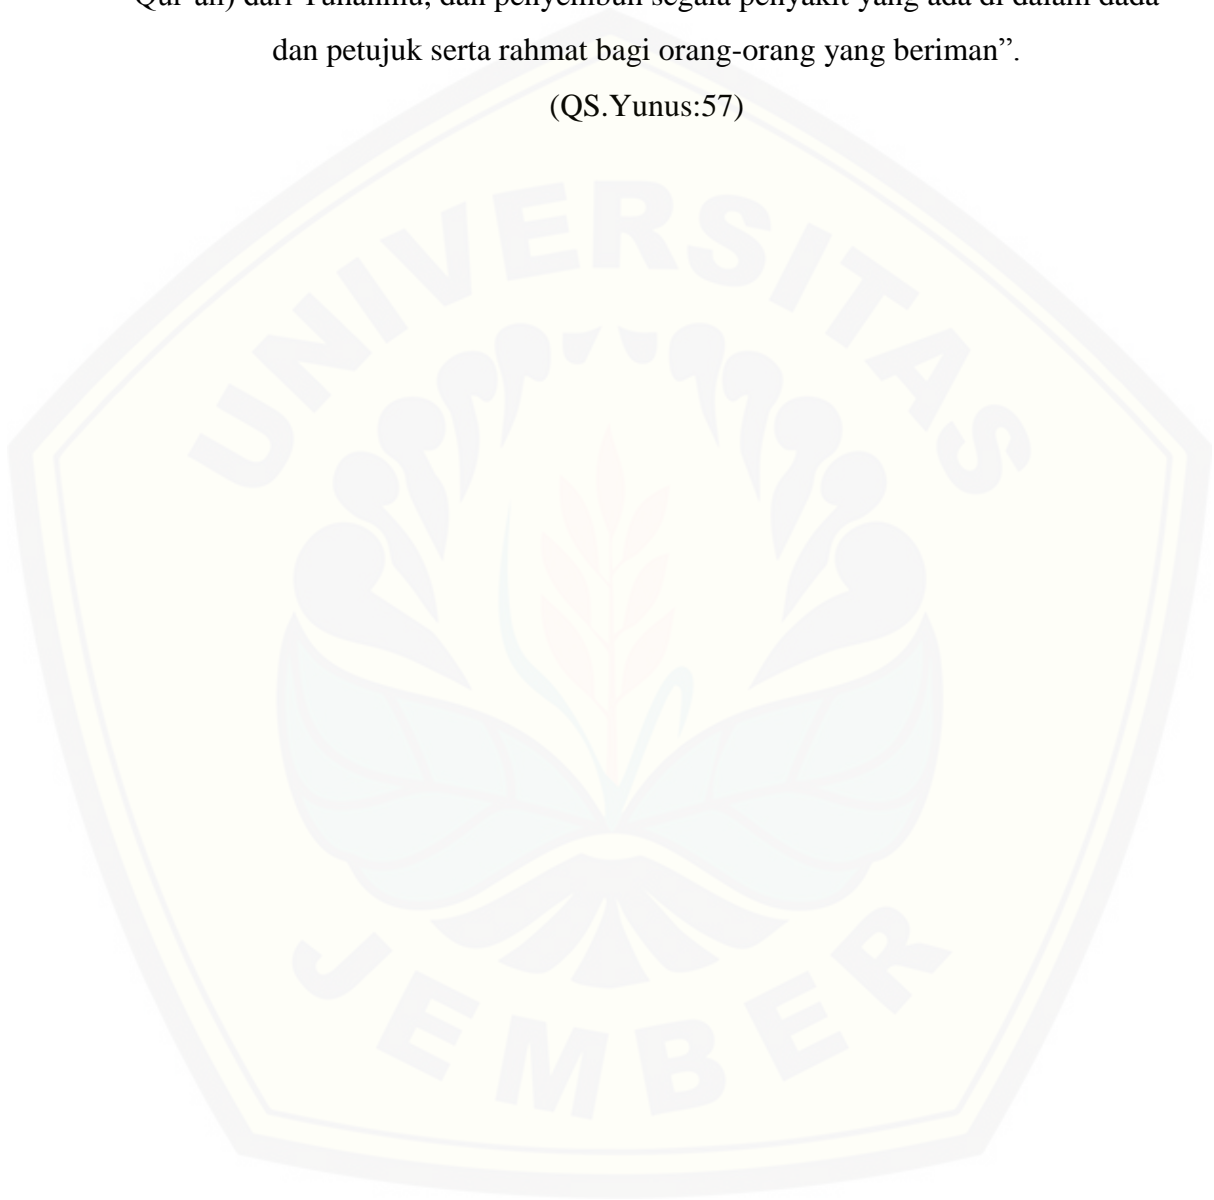 Qur'an) dari Tuhanmu, dan penyembuh segala penyakit yang ada di dalam dada
dan petujuk serta rahmat bagi orang-orang yang beriman”.
(QS.Yunus:57)
UNIVERSITAS
JEMBER